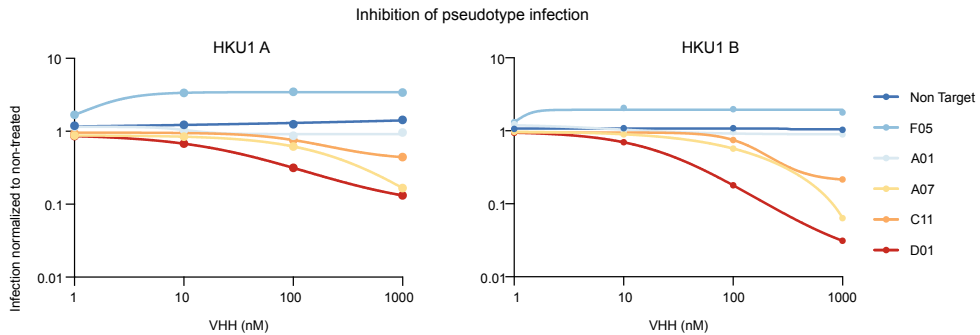 Inhibition of pseudotype infection
HKU1 A
HKU1 B
Infection normalized to non-treated
10
1
0.1
0.01
1
10
100
1000
VHH (nM)
10
1
0.1
0.01
1
10
100
1000
VHH (nM)
Non Target
F05
A01
A07
C11
D01